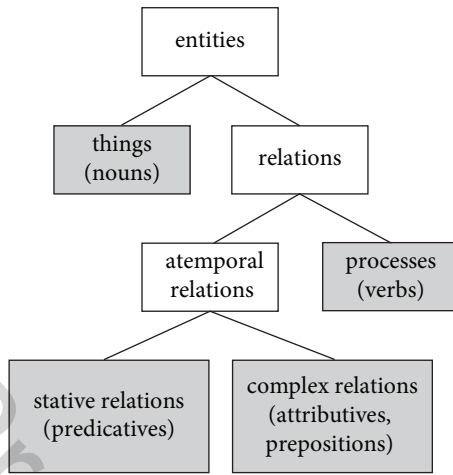 entities
things
(nouns)
relations
atemporal
relations
processes
(verbs)
stative relations
(predicatives)
complex relations
(attributives,
prepositions)